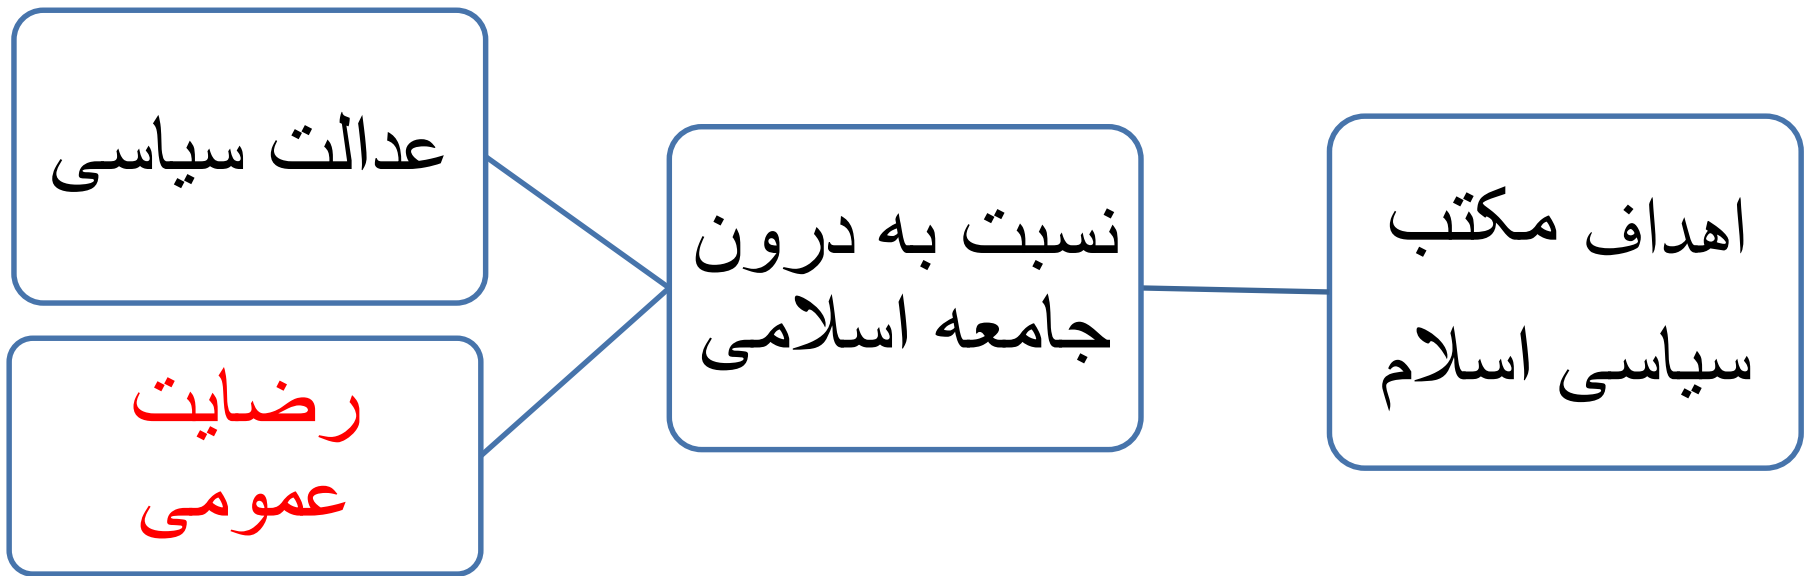 اهداف مکتب
سیاسی اسلام
نسبت به درون
جامعه اسلامی
عدالت سیاسی
رضایت
عمومی